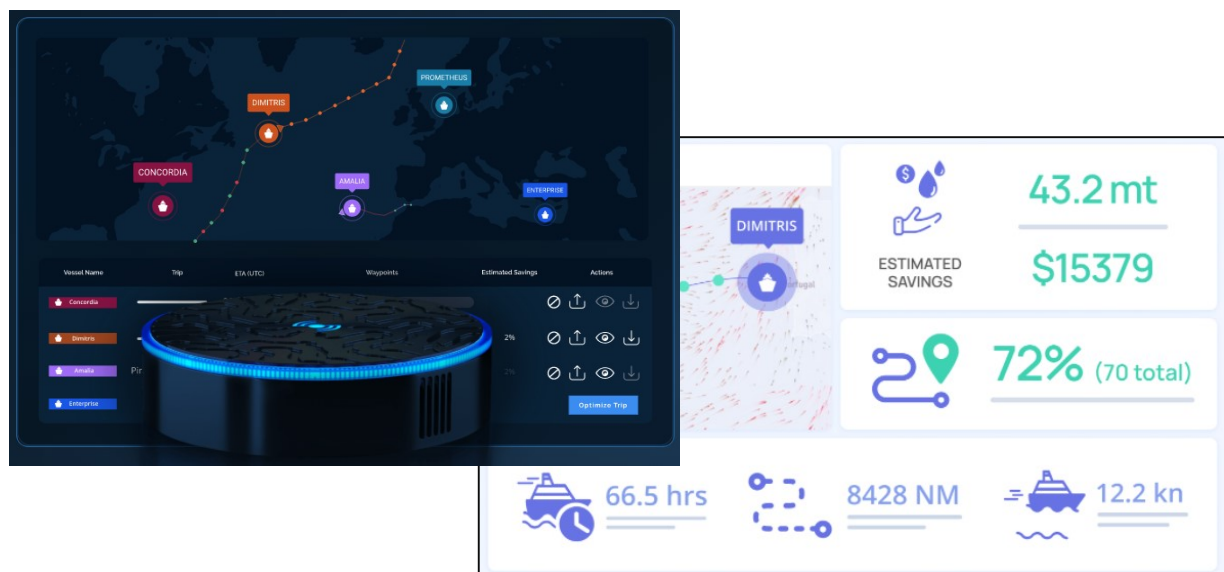 PROMETHEUS
DIMITRIS
CONCORDIA
AMALIA
ENTERPRISE
Vessel Name Trip ETA (UTC) Waypoints Estimated Savings Actions
Concordia
Dimitris 2%
Amalia Pir 2%
Enterprise Optimize Trip
DIMITRIS
ESTIMATED
SAVINGS
43.2 mt
$15379
72% (70 total)
66.5 hrs 8428 NM 12.2 kn